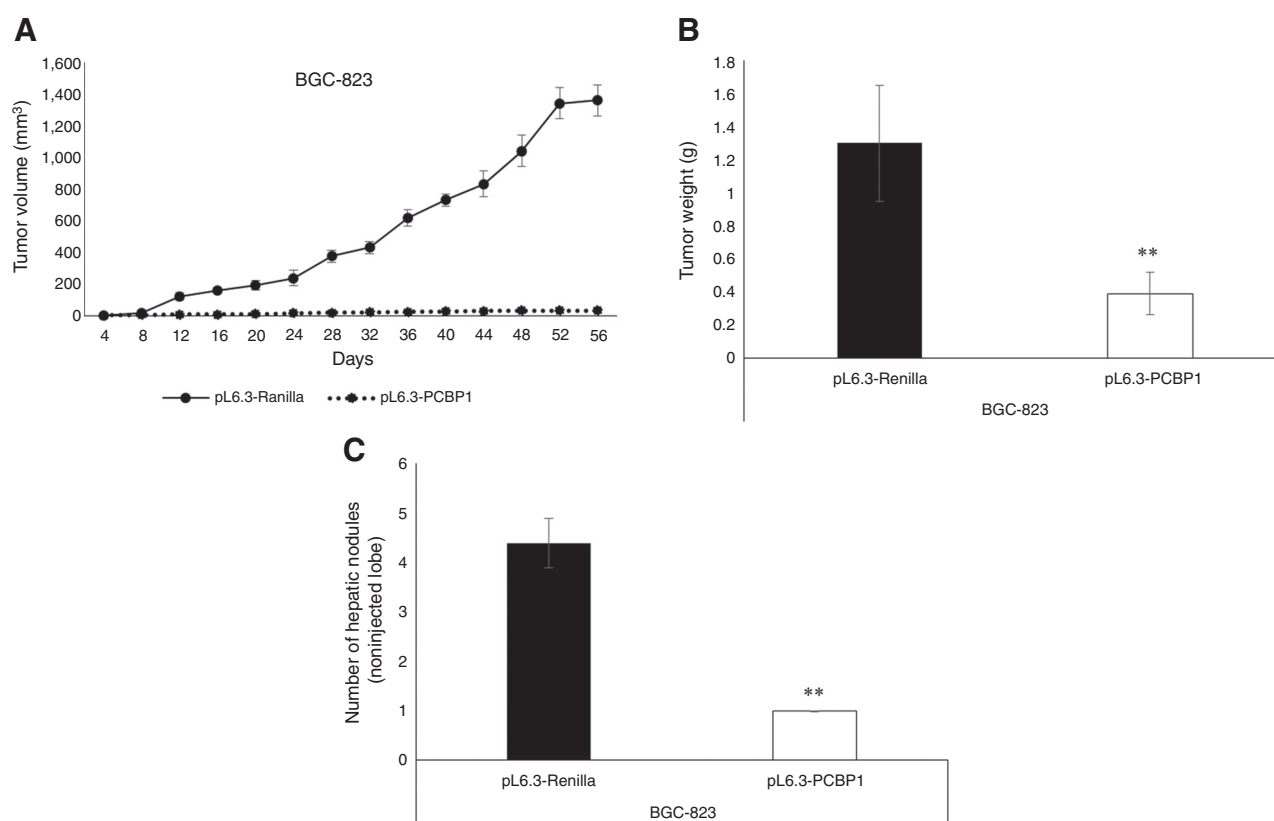 A
BGC-823
Tumor volume (mm³)
1,600
1,400
1,200
1,000
800
600
400
200
0
4 8 12 16 20 24 28 32 36 40 44 48 52 56
Days
pL6.3-Ranilla pL6.3-PCBP1
B
Tumor weight (g)
1.8
1.6
1.4
1.2
1
0.8
0.6
0.4
0.2
0
**
pL6.3-Renilla pL6.3-PCBP1
BGC-823
C
Number of hepatic nodules
(noninjected lobe)
6
5
4
3
2
1
0
**
pL6.3-Renilla pL6.3-PCBP1
BGC-823